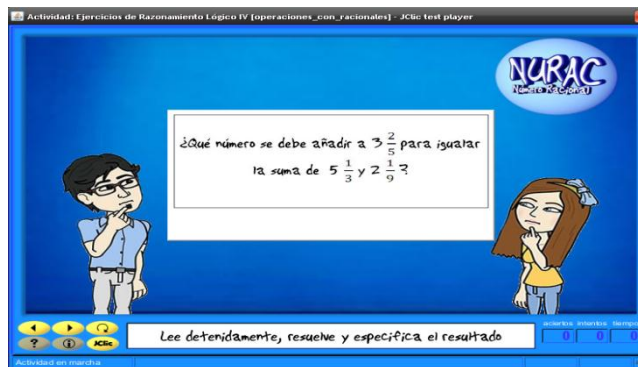 Actividad: Ejercicios de Razonamiento Lógico IV [operaciones_con_racionales] - JClic test player
NURAC
Número Racional
¿Qué número se debe añadir a 3 2/5 para igualar
la suma de 5 1/3 y 2 1/9 ?
Lee detenidamente, resuelve y especifica el resultado
aciertos intentos tiempo
0 0 0
? i JClic
Actividad en marcha